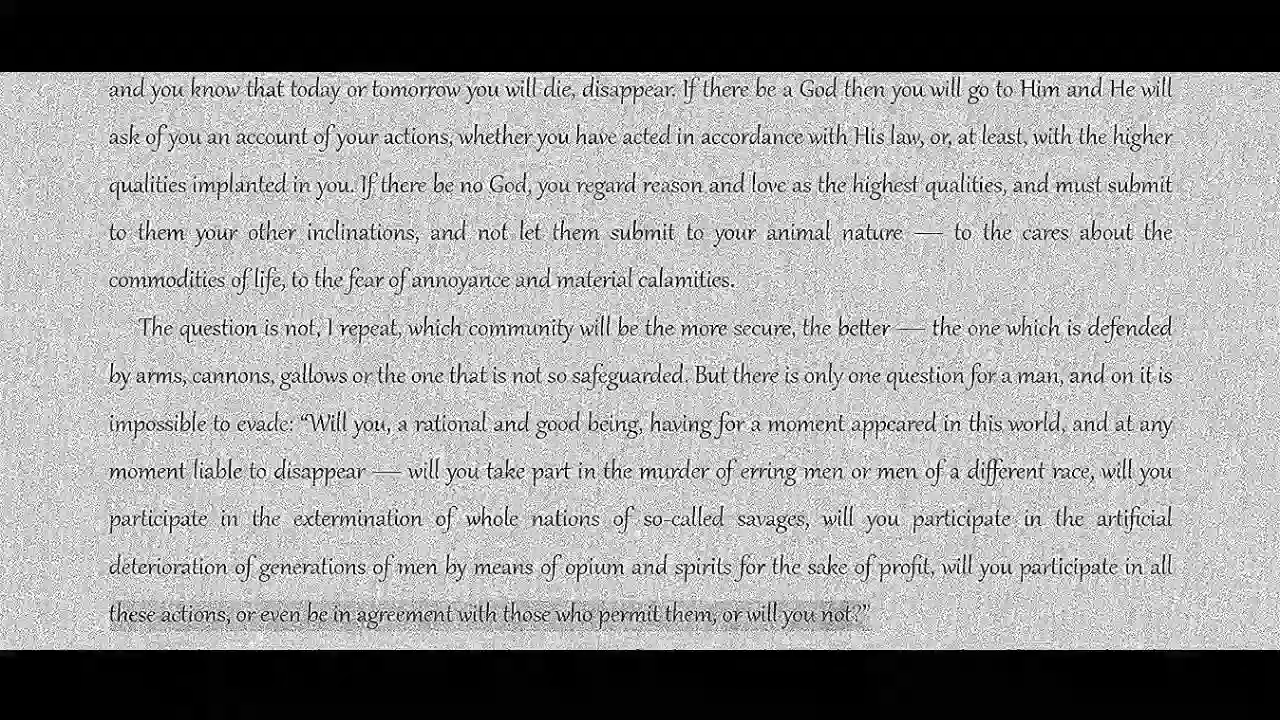 and you know that today or tomorrow you will die, disappear. If there be a God then you will go to Him and He will
ask of you an account of your actions, whether you have acted in accordance with His law, or, at least, with the higher
qualities implanted in you. If there be no God, you regard reason and love as the highest qualities, and must submit
to them your other inclinations, and not let them submit to your animal nature — to the cares about the
commodities of life, to the fear of annoyance and material calamities.
The question is not, I repeat, which community will be the more secure, the better — the one which is defended
by arms, cannons, gallows or the one that is not so safeguarded. But there is only one question for a man, and on it is
impossible to evade: “Will you, a rational and good being, having for a moment appeared in this world, and at any
moment liable to disappear — will you take part in the murder of erring men or men of a different race, will you
participate in the extermination of whole nations of so-called savages, will you participate in the artificial
deterioration of generations of men by means of opium and spirits for the sake of profit, will you participate in all
these actions, or even be in agreement with those who permit them, or will you not?”